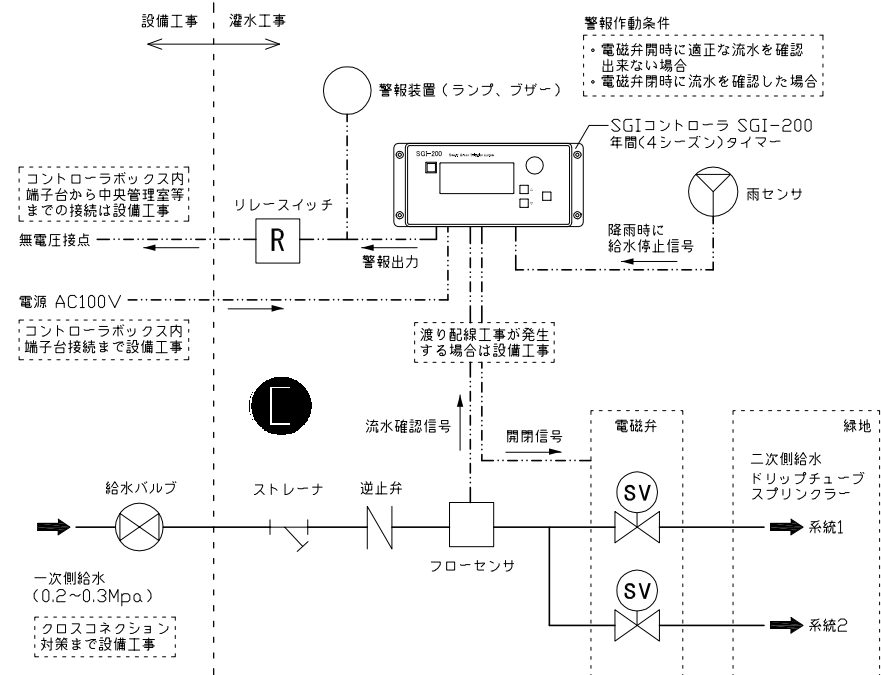 設備工事
灌水工事
警報作動条件
・電磁弁開時に適正な流水を確認
出来ない場合
・電磁弁閉時に流水を確認した場合
警報装置(ランプ、ブザー)
SGIコントローラ SGI-200
年間(4シーズン)タイマー
SGI-200
雨センサ
コントローラボックス内
端子台から中央管理室等
までの接続は設備工事
リレースイッチ
R
無電圧接点
警報出力
降雨時に
給水停止信号
電源 AC100V
コントローラボックス内
端子台接続まで設備工事
渡り配線工事が発生
する場合は設備工事
流水確認信号
開閉信号
電磁弁
緑地
二次側給水
ドリップチューブ
スプリンクラー
給水バルブ
ストレーナ
逆止弁
フローセンサ
SV
系統1
一次側給水
(0.2~0.3Mpa)
クロスコネクション
対策まで設備工事
SV
系統2